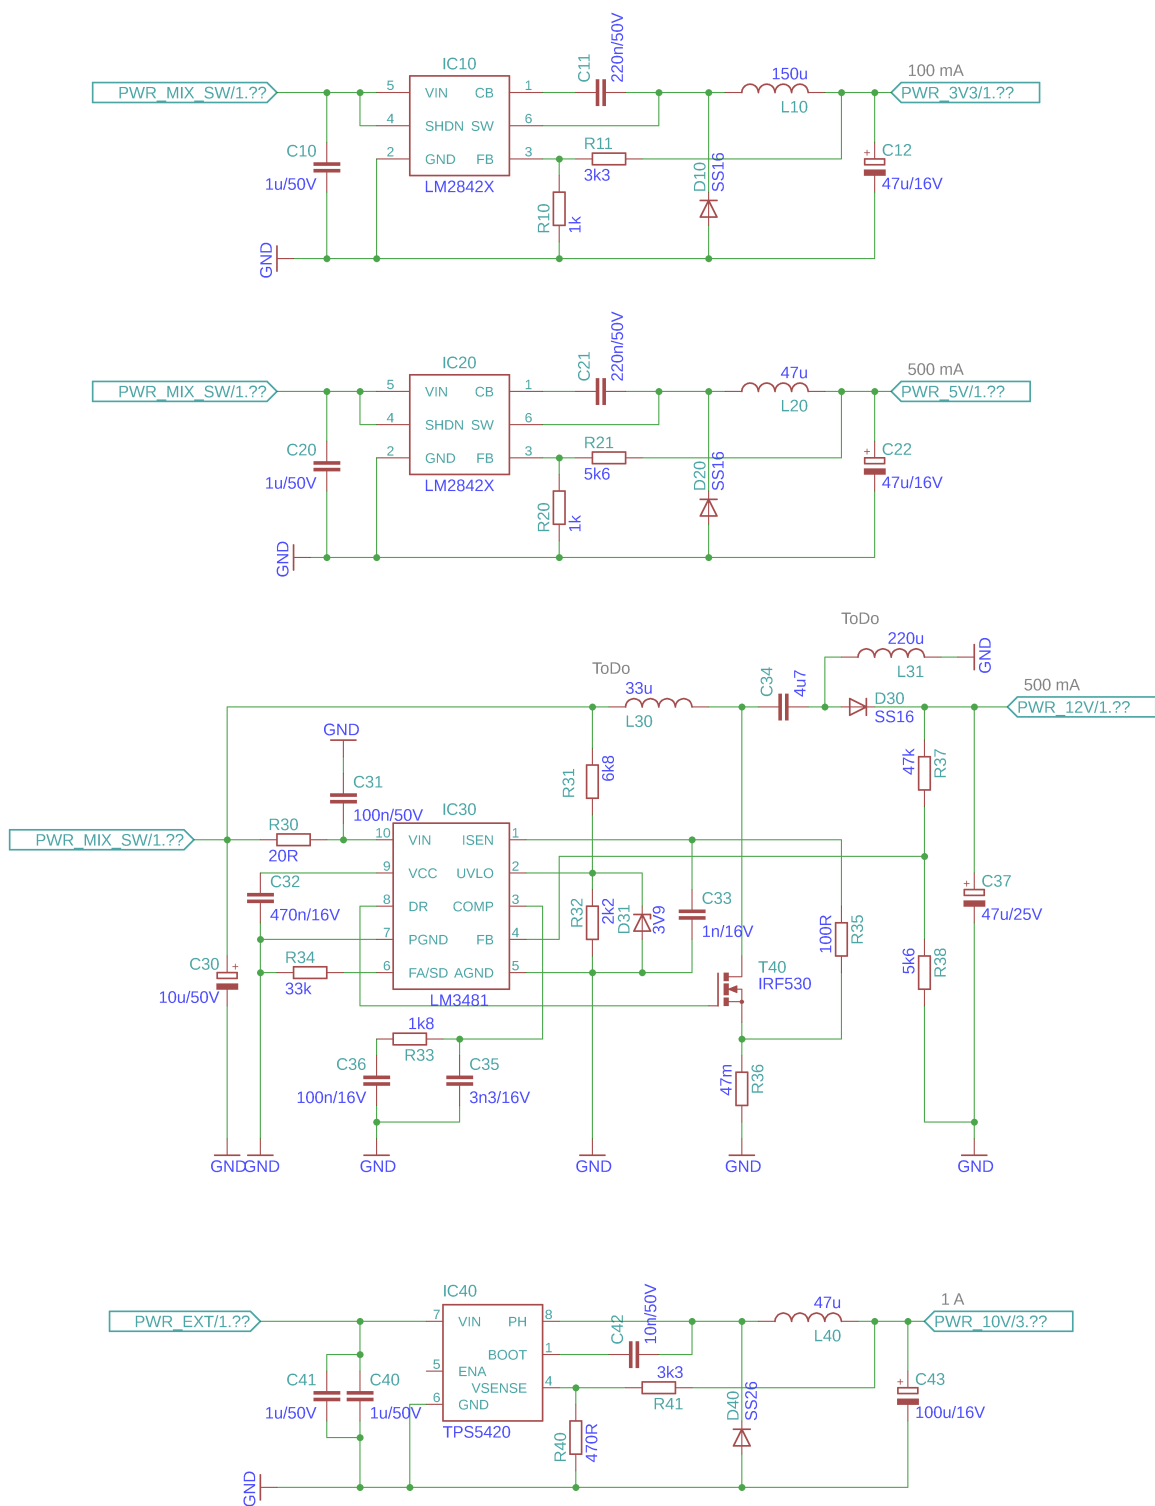 IC10
C11
220n/50V
150u
100 mA
PWR_MIX_SW/1.??
5
VIN
CB
1
L10
PWR_3V3/1.??
4
SHDN
SW
6
2
GND
FB
3
R11
3k3
C10
1u/50V
LM2842X
R10
1k
D10
SS16
+
C12
47u/16V
GND
IC20
C21
220n/50V
47u
500 mA
PWR_MIX_SW/1.??
5
VIN
CB
1
L20
PWR_5V/1.??
4
SHDN
SW
6
2
GND
FB
3
R21
5k6
C20
1u/50V
LM2842X
R20
1k
D20
SS16
+
C22
47u/16V
GND
ToDo
220u
L31
GND
ToDo
33u
L30
C34
4u7
D30
SS16
500 mA
PWR_12V/1.??
GND
C31
100n/50V
R31
6k8
47k
R37
IC30
PWR_MIX_SW/1.??
R30
20R
10
VIN
ISEN
1
9
VCC
UVLO
2
8
DR
COMP
3
7
PGND
FB
4
6
FA/SD
AGND
5
LM3481
C32
470n/16V
R34
33k
C30
+
10u/50V
R32
2k2
D31
3V9
C33
1n/16V
100R
R35
T40
IRF530
5k6
R38
+
C37
47u/25V
1k8
R33
C36
100n/16V
C35
3n3/16V
47m
R36
GND
GND
GND
GND
GND
GND
IC40
C42
10n/50V
47u
1 A
PWR_EXT/1.??
7
VIN
PH
8
L40
PWR_10V/3.??
BOOT
1
5
ENA
VSENSE
4
6
GND
TPS5420
3k3
R41
C41
1u/50V
C40
1u/50V
R40
470R
D40
SS26
+
C43
100u/16V
GND